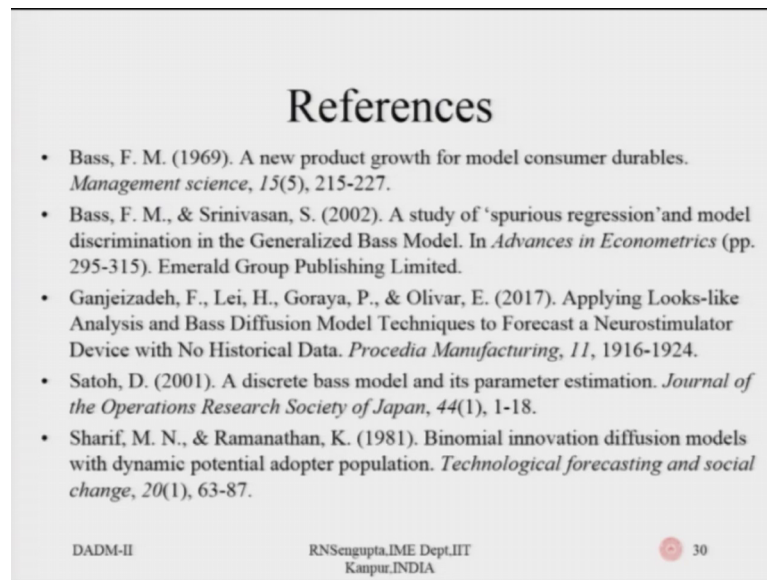 References
• Bass, F. M. (1969). A new product growth for model consumer durables.
Management science, 15(5), 215-227.
• Bass, F. M., & Srinivasan, S. (2002). A study of ‘spurious regression’and model
discrimination in the Generalized Bass Model. In Advances in Econometrics (pp.
295-315). Emerald Group Publishing Limited.
• Ganjeizadeh, F., Lei, H., Goraya, P., & Olivar, E. (2017). Applying Looks-like
Analysis and Bass Diffusion Model Techniques to Forecast a Neurostimulator
Device with No Historical Data. Procedia Manufacturing, 11, 1916-1924.
• Satoh, D. (2001). A discrete bass model and its parameter estimation. Journal of
the Operations Research Society of Japan, 44(1), 1-18.
• Sharif, M. N., & Ramanathan, K. (1981). Binomial innovation diffusion models
with dynamic potential adopter population. Technological forecasting and social
change, 20(1), 63-87.
DADM-II
RNSengupta,IME Dept,IIT
Kanpur,INDIA
30